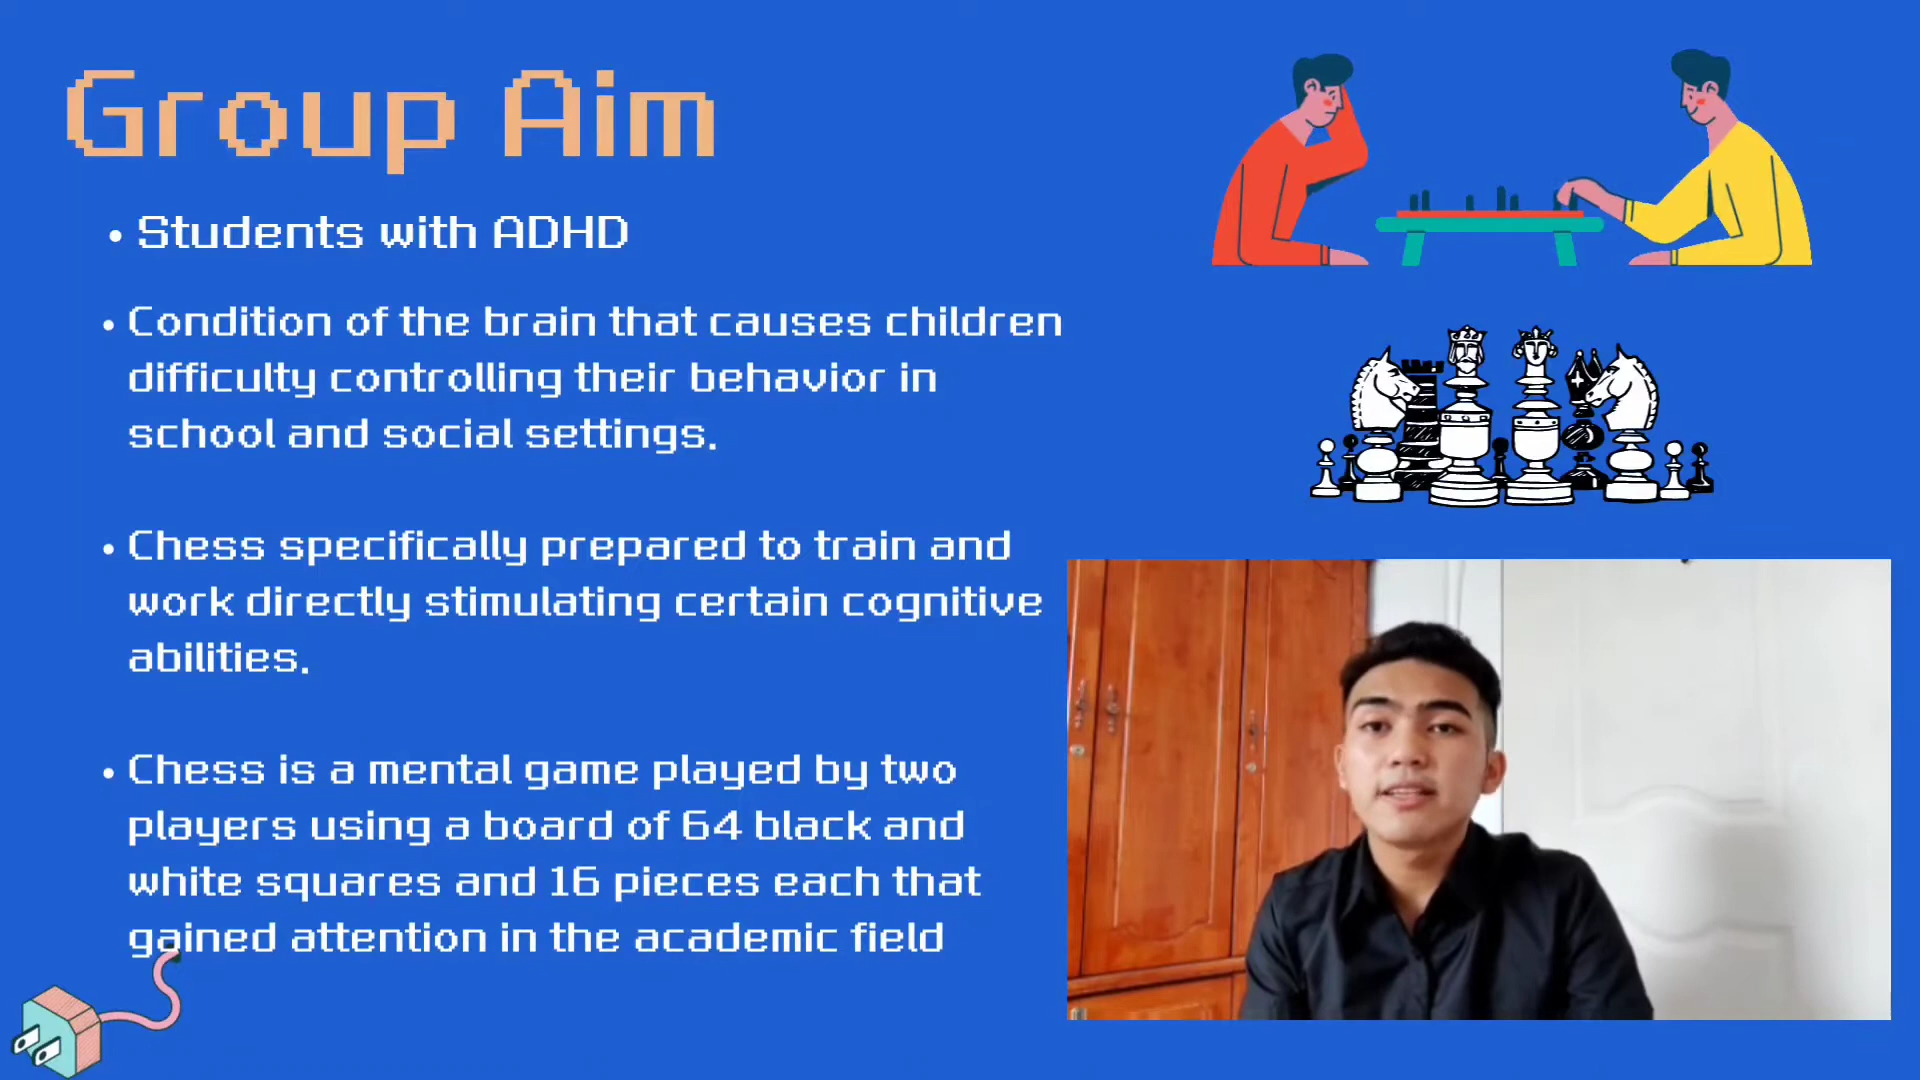 Group Aim
• Students with ADHD
• Condition of the brain that causes children
difficulty controlling their behavior in
school and social settings.
• Chess specifically prepared to train and
work directly stimulating certain cognitive
abilities.
• Chess is a mental game played by two
players using a board of 64 black and
white squares and 16 pieces each that
gained attention in the academic field